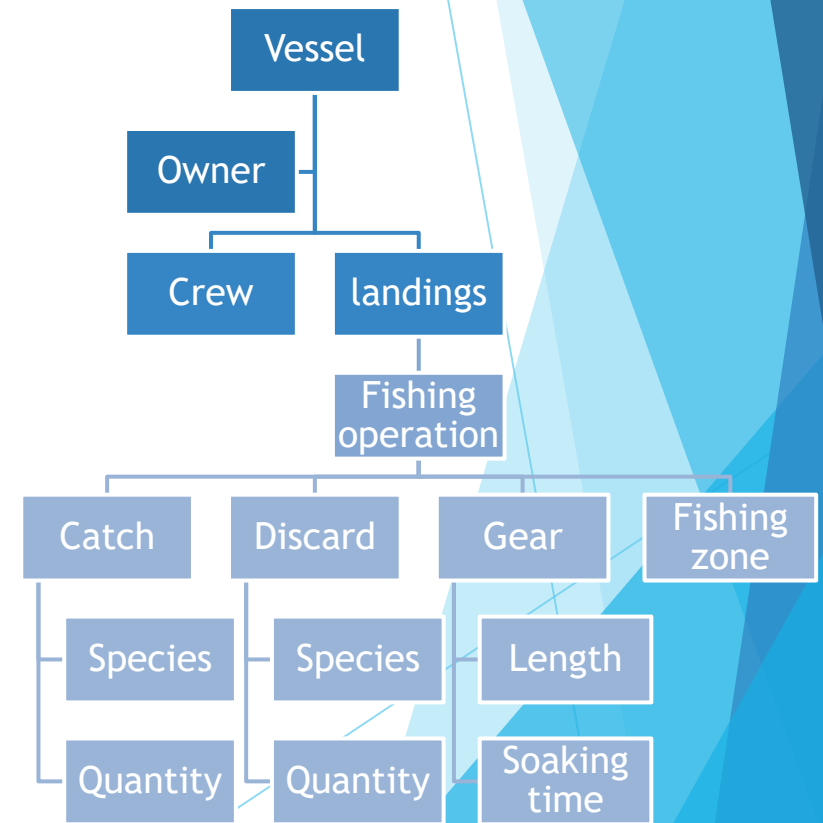 Vessel
Owner
Crew
landings
Fishing
operation
Catch
Discard
Gear
Fishing
zone
Species
Species
Length
Quantity
Quantity
Soaking
time